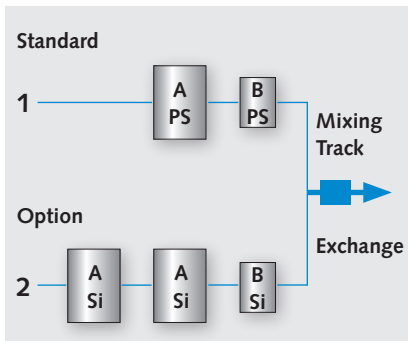 Standard
1
A
PS
B
PS
Mixing
Track
Option
Exchange
2
A
Si
A
Si
B
Si